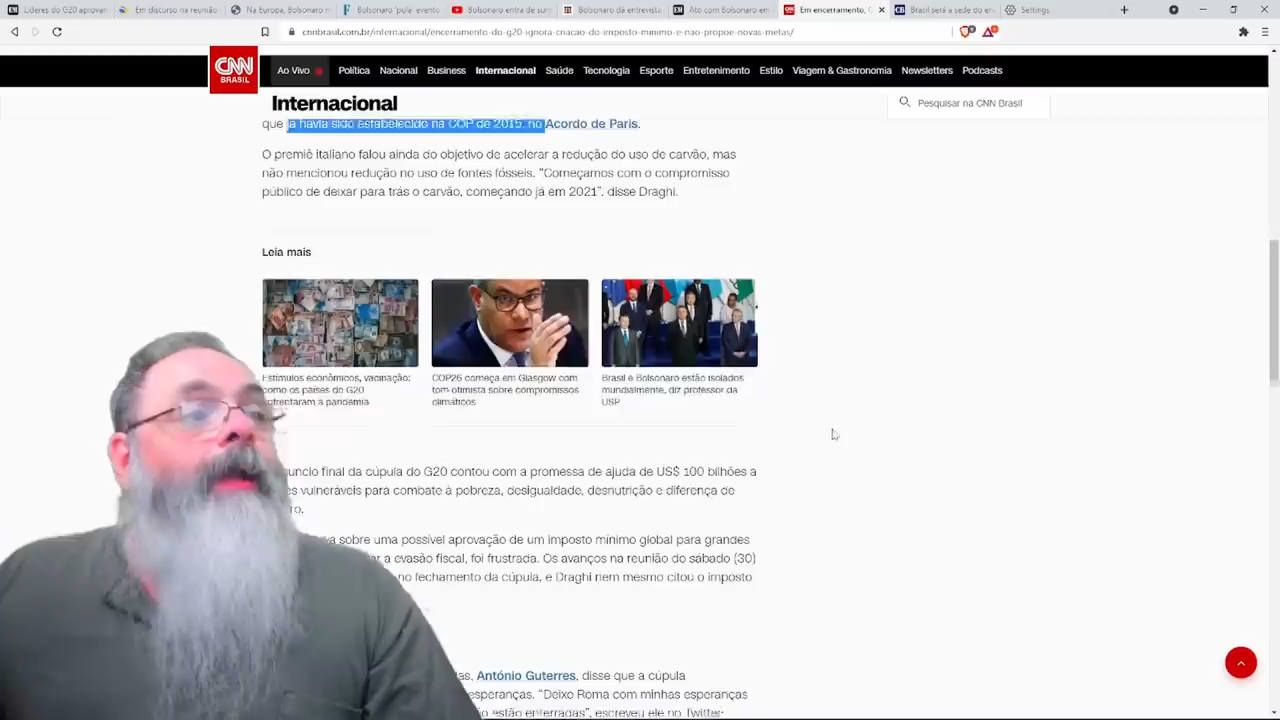 Líderes do G20 aprovam
Em discurso na reunião
Na Europa, Bolsonaro n
Bolsonaro 'pula' evento
Bolsonaro entra de sur
Bolsonaro dá entrevista
Ato com Bolsonaro em
Em encerramento, G
Brasil será a sede do en
Settings
cnnbrasil.com.br/internacional/encerramento-do-g20-ignora-criacao-do-imposto-minimo-e-nao-propoe-novas-metas/
CNN
BRASIL
Ao Vivo
Política
Nacional
Business
Internacional
Saúde
Tecnologia
Esporte
Entretenimento
Estilo
Viagem & Gastronomia
Newsletters
Podcasts
Internacional
Pesquisar na CNN Brasil
que já havia sido estabelecido na COP de 2015, no Acordo de Paris.
O premiê italiano falou ainda do objetivo de acelerar a redução do uso de carvão, mas
não mencionou redução no uso de fontes fósseis. "Começamos com o compromisso
público de deixar para trás o carvão, começando já em 2021", disse Draghi.
Leia mais
Estímulos econômicos, vacinação:
como os países do G20
enfrentaram a pandemia
COP26 começa em Glasgow com
tom otimista sobre compromissos
climáticos
Brasil e Bolsonaro estão isolados
mundialmente, diz professor da
USP
úncio final da cúpula do G20 contou com a promessa de ajuda de US$ 100 bilhões a
es vulneráveis para combate à pobreza, desigualdade, desnutrição e diferença de
ro.
va sobre uma possível aprovação de um imposto mínimo global para grandes
ar a evasão fiscal, foi frustrada. Os avanços na reunião do sábado (30)
no fechamento da cúpula, e Draghi nem mesmo citou o imposto
as, António Guterres, disse que a cúpula
esperanças. "Deixo Roma com minhas esperanças
ão estão enterradas", escreveu ele no Twitter.